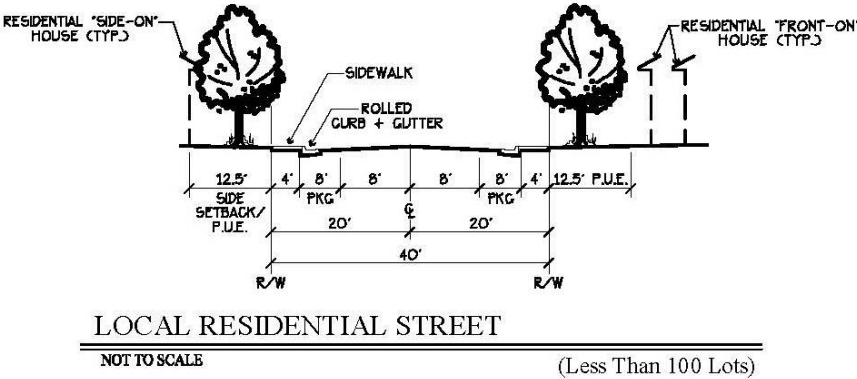 RESIDENTIAL "SIDE-ON"
HOUSE (TYP.)
RESIDENTIAL "FRONT-ON"
HOUSE (TYP.)
SIDEWALK
ROLLED
CURB + GUTTER
12.5' 4' 8' 8' 8' 8' 4' 12.5' P.U.E.
SIDE
SETBACK/
P.U.E.
PKG
PKG
℄
20' 20'
40'
R/W R/W
LOCAL RESIDENTIAL STREET
NOT TO SCALE
(Less Than 100 Lots)